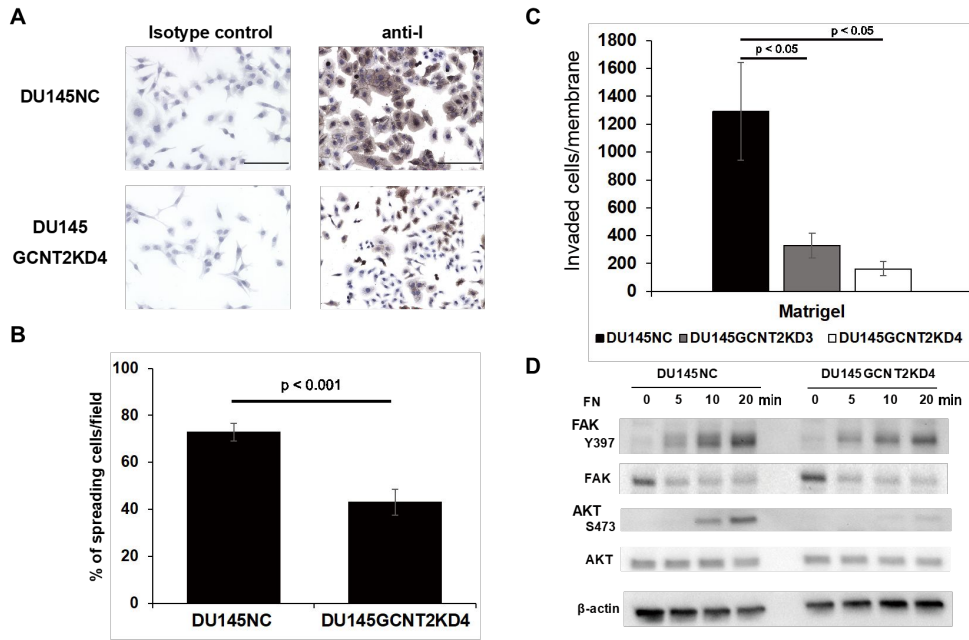 A
Isotype control
anti-I
DU145NC
DU145
GCNT2KD4
B
% of spreading cells/field
100
80
60
40
20
0
p < 0.001
DU145NC
DU145GCNT2KD4
C
Invaded cells/membrane
1800
1600
1400
1200
1000
800
600
400
200
0
p < 0.05
p < 0.05
Matrigel
DU145NC DU145GCNT2KD3 DU145GCNT2KD4
D
DU145NC DU145GCNT2KD4
FN 0 5 10 20 min 0 5 10 20 min
FAK
Y397
FAK
AKT
S473
AKT
β-actin